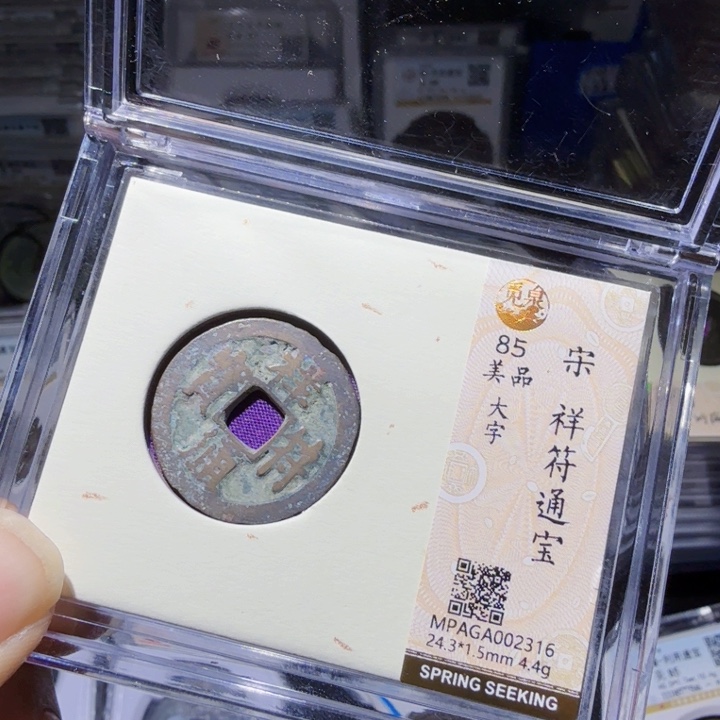 觅泉
85
美品
大字
宋 祥符通宝
MPAGA002316
24.3*1.5mm 4.4g
SPRING SEEKING